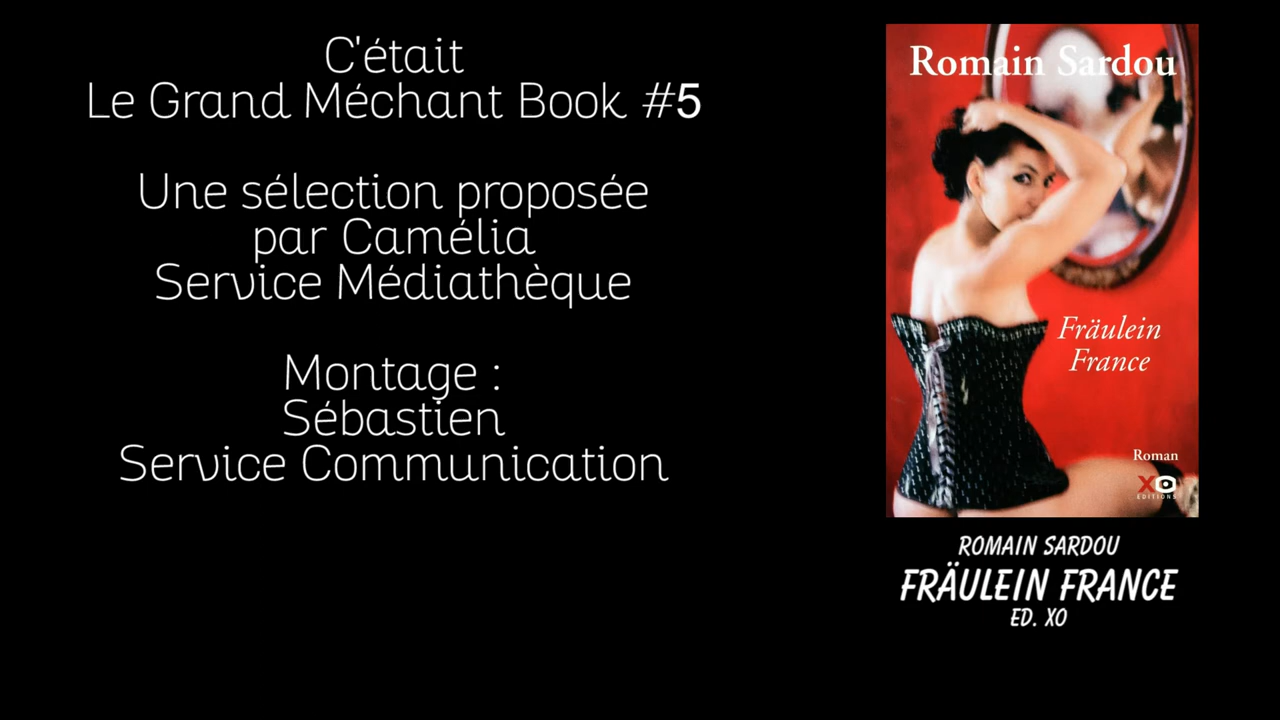 C'était
Le Grand Méchant Book #5
Une sélection proposée
par Camélia
Service Médiathèque
Montage :
Sébastien
Service Communication
Romain Sardou
Fräulein
France
Roman
XO
EDITIONS
ROMAIN SARDOU
FRÄULEIN FRANCE
ED. XO